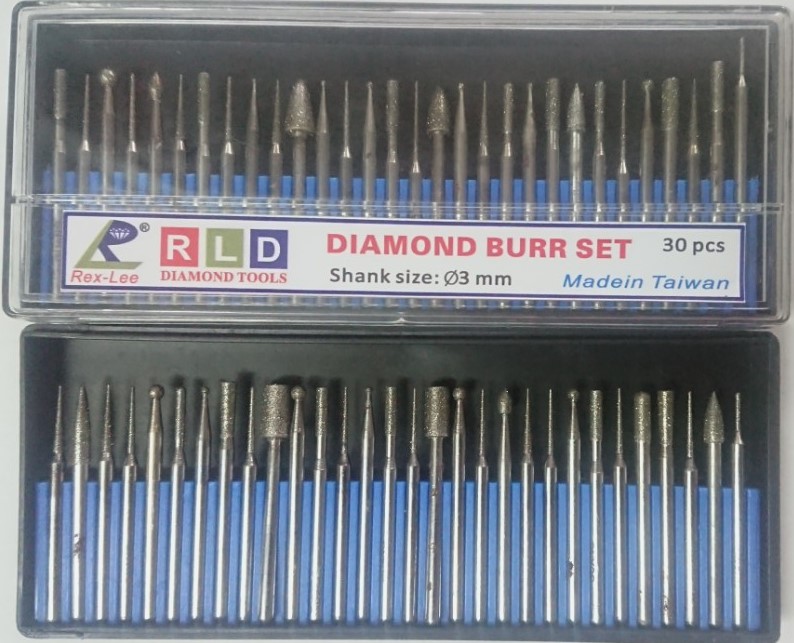 ®
RLD
DIAMOND BURR SET
30 pcs
Rex-Lee
DIAMOND TOOLS
Shank size: Ø3 mm
Madein Taiwan